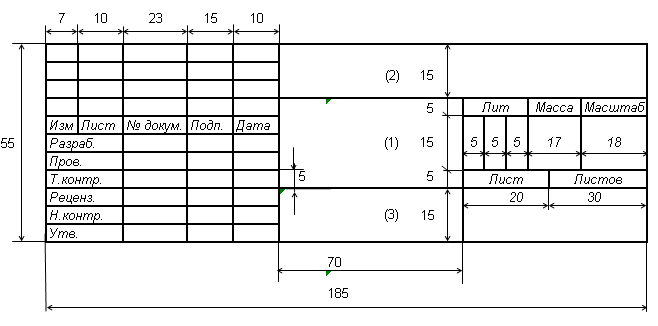 7 10 23 15 10
(2) 15
5 Лит Масса Масштаб
Изм Лист № докум. Подп. Дата
55 Разраб. (1) 15 5 5 5 17 18
Пров.
Т.контр. 5 5 Лист Листов
Реценз. 20 30
Н.контр. (3) 15
Утв.
70
185